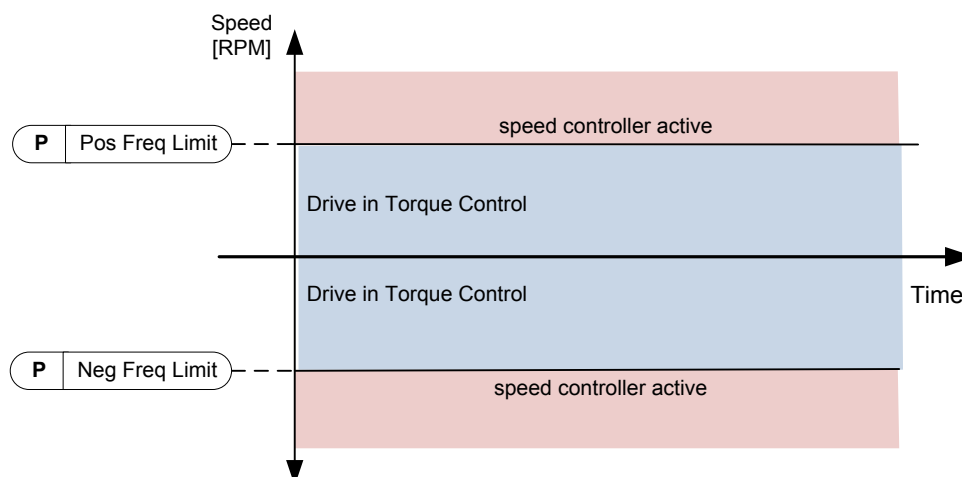 Speed
[RPM]
speed controller active
P Pos Freq Limit
Drive in Torque Control
Drive in Torque Control
Time
P Neg Freq Limit
speed controller active